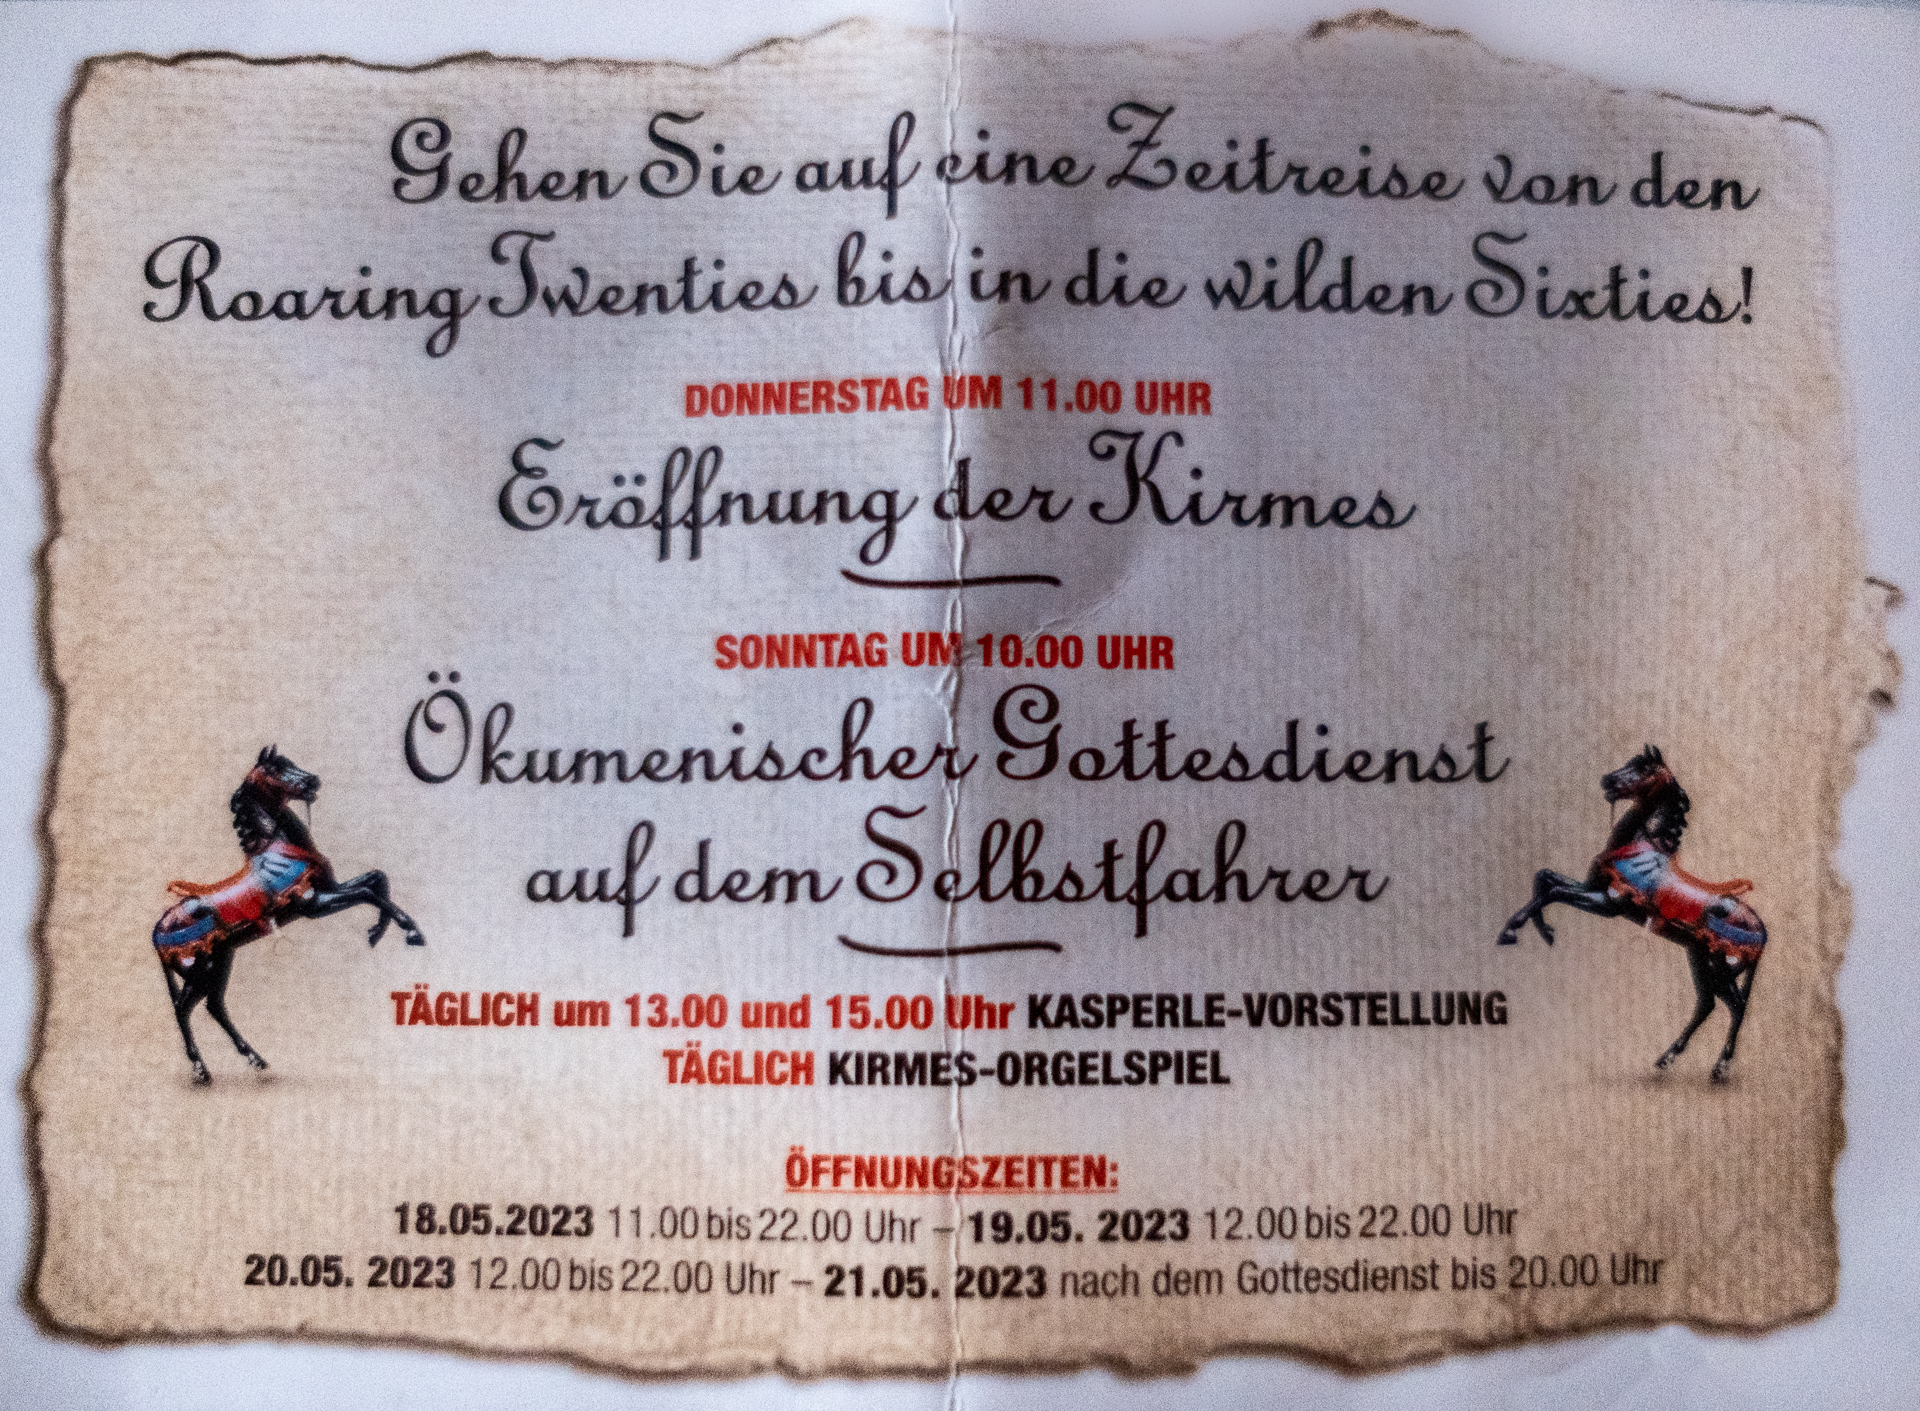 Gehen Sie auf eine Zeitreise von den
Roaring Twenties bis in die wilden Sixties!
DONNERSTAG UM 11.00 UHR
Eröffnung der Kirmes
SONNTAG UM 10.00 UHR
Ökumenischer Gottesdienst
auf dem Selbstfahrer
TÄGLICH um 13.00 und 15.00 Uhr KASPERLE-VORSTELLUNG
TÄGLICH KIRMES-ORGELSPIEL
ÖFFNUNGSZEITEN:
18.05.2023 11.00 bis 22.00 Uhr – 19.05. 2023 12.00 bis 22.00 Uhr
20.05. 2023 12.00 bis 22.00 Uhr – 21.05. 2023 nach dem Gottesdienst bis 20.00 Uhr